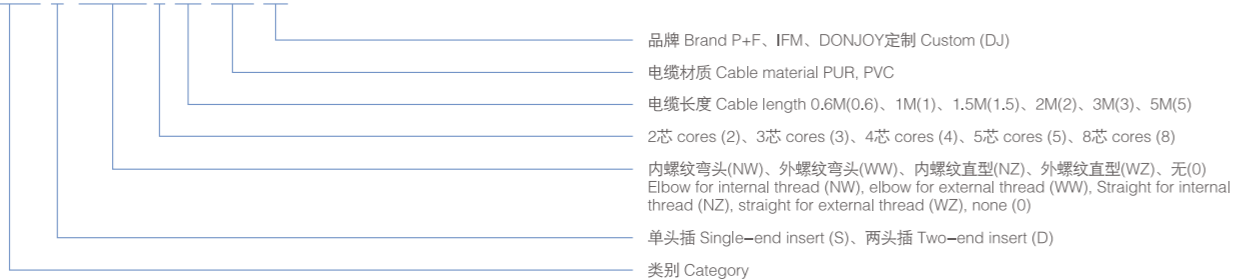 品牌 Brand P+F、IFM、DONJOY定制 Custom (DJ)
电缆材质 Cable material PUR, PVC
电缆长度 Cable length 0.6M(0.6)、1M(1)、1.5M(1.5)、2M(2)、3M(3)、5M(5)
2芯 cores (2)、3芯 cores (3)、4芯 cores (4)、5芯 cores (5)、8芯 cores (8)
内螺纹弯头(NW)、外螺纹弯头(WW)、内螺纹直型(NZ)、外螺纹直型(WZ)、无(0)
Elbow for internal thread (NW), elbow for external thread (WW), Straight for internal
thread (NZ), straight for external thread (WZ), none (0)
单头插 Single–end insert (S)、两头插 Two–end insert (D)
类别 Category